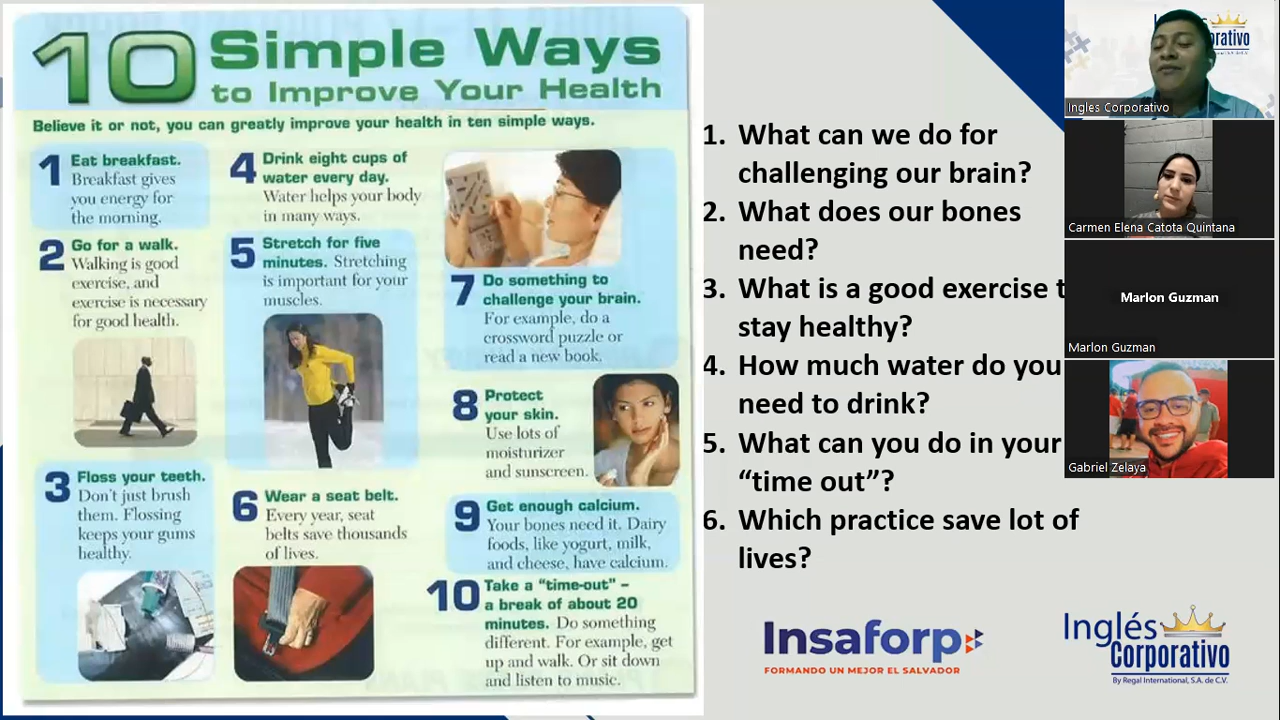 10 Simple Ways
to Improve Your Health
Believe it or not, you can greatly improve your health in ten simple ways.
1 Eat breakfast.
Breakfast gives
you energy for
the morning.
2 Go for a walk.
Walking is good
exercise, and
exercise is necessary
for good health.
3 Floss your teeth.
Don't just brush
them. Flossing
keeps your gums
healthy.
4 Drink eight cups of
water every day.
Water helps your body
in many ways.
5 Stretch for five
minutes. Stretching
is important for your
muscles.
6 Wear a seat belt.
Every year, seat
belts save thousands
of lives.
7 Do something to
challenge your brain.
For example, do a
crossword puzzle or
read a new book.
8 Protect
your skin.
Use lots of
moisturizer
and sunscreen.
9 Get enough calcium.
Your bones need it. Dairy
foods, like yogurt, milk,
and cheese, have calcium.
10 Take a “time-out” –
a break of about 20
minutes. Do something
different. For example, get
up and walk. Or sit down
and listen to music.
1. What can we do for
challenging our brain?
2. What does our bones
need?
3. What is a good exercise t
stay healthy?
4. How much water do you
need to drink?
5. What can you do in your
“time out”?
6. Which practice save lot of
lives?
Insaforp
FORMANDO UN MEJOR EL SALVADOR
Inglés
Corporativo
By Regal International, S.A. de C.V.
Ingles Corporativo
Carmen Elena Catota Quintana
Marlon Guzman
Marlon Guzman
Gabriel Zelaya